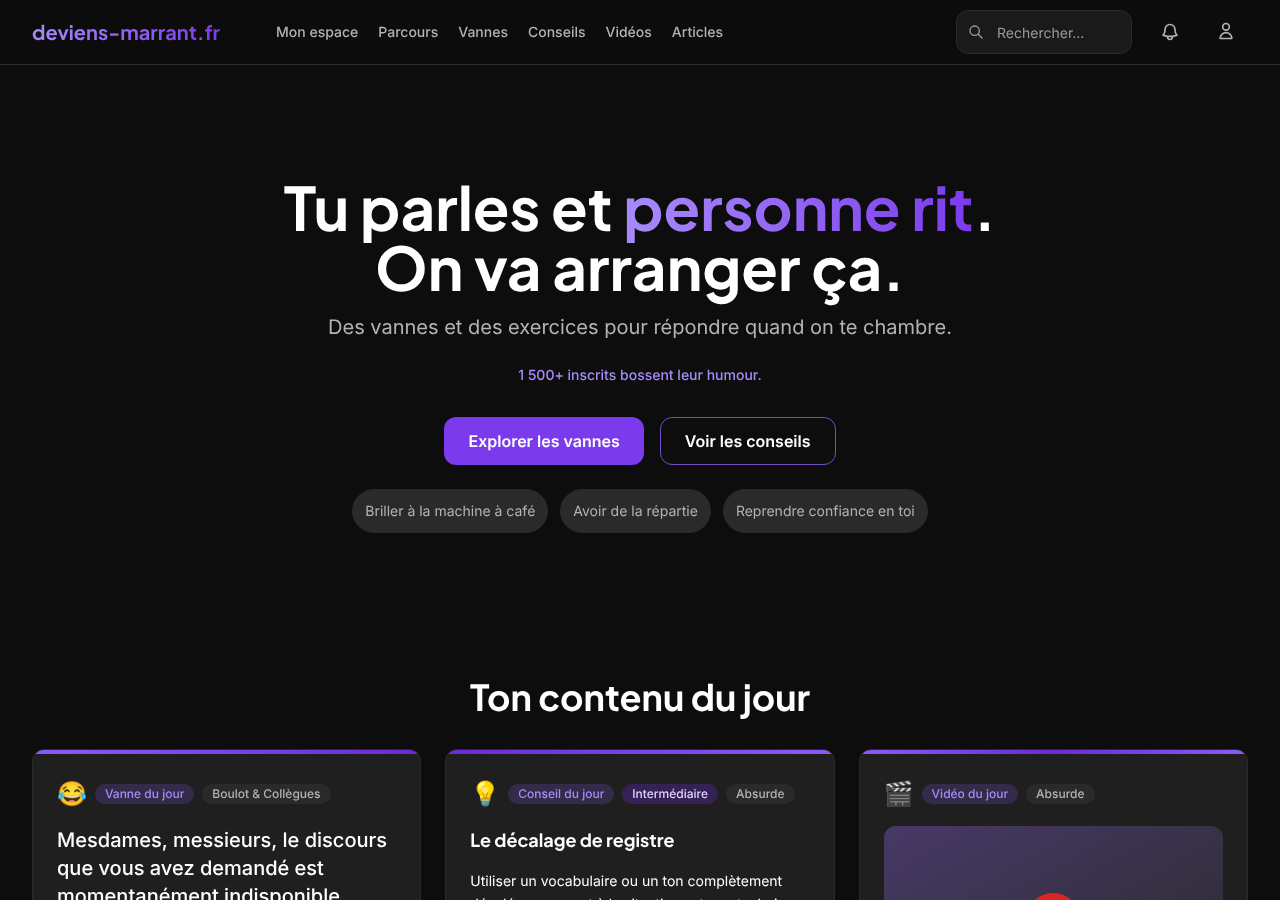 deviens-marrant.fr
Mon espace
Parcours
Vannes
Conseils
Vidéos
Articles
Rechercher...
Tu parles et personne rit.
On va arranger ça.
Des vannes et des exercices pour répondre quand on te chambre.
1 500+ inscrits bossent leur humour.
Explorer les vannes
Voir les conseils
Briller à la machine à café
Avoir de la répartie
Reprendre confiance en toi
Ton contenu du jour
Vanne du jour
Boulot & Collègues
Mesdames, messieurs, le discours
que vous avez demandé est
momentanément indisponible
Conseil du jour
Intermédiaire
Absurde
Le décalage de registre
Utiliser un vocabulaire ou un ton complètement
Vidéo du jour
Absurde